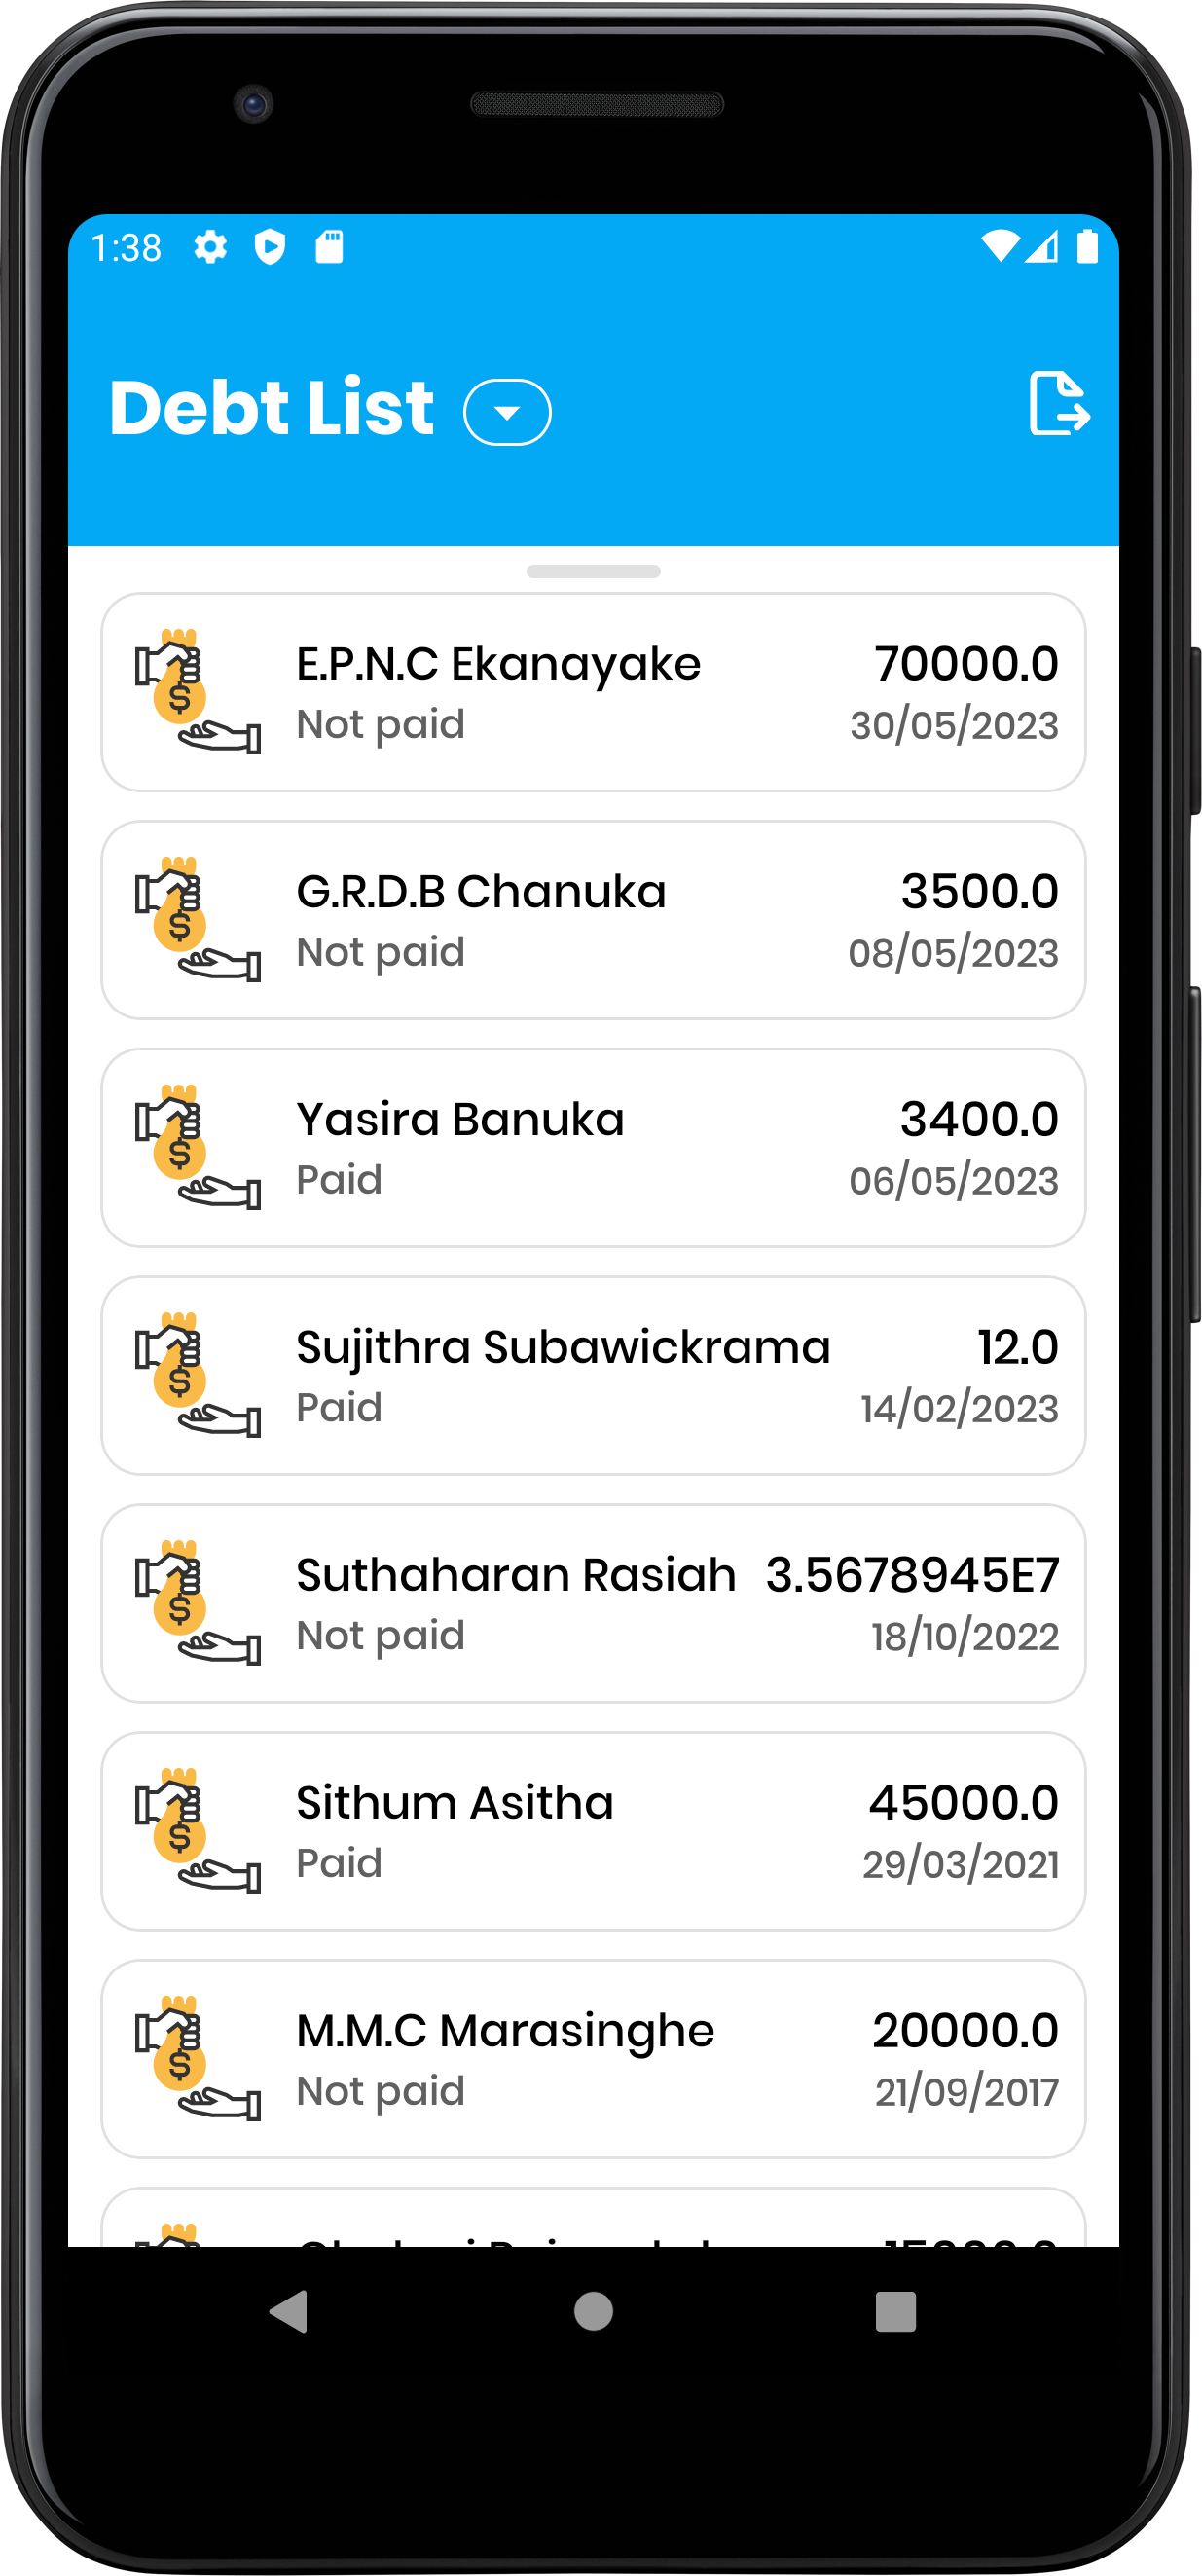 1:38
Debt List
E.P.N.C Ekanayake 70000.0
Not paid 30/05/2023
G.R.D.B Chanuka 3500.0
Not paid 08/05/2023
Yasira Banuka 3400.0
Paid 06/05/2023
Sujithra Subawickrama 12.0
Paid 14/02/2023
Suthaharan Rasiah 3.5678945E7
Not paid 18/10/2022
Sithum Asitha 45000.0
Paid 29/03/2021
M.M.C Marasinghe 20000.0
Not paid 21/09/2017